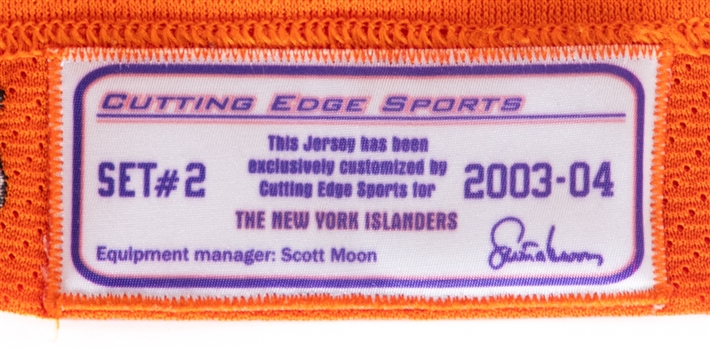 CUTTING EDGE SPORTS
This Jersey has been
exclusively customized by
Cutting Edge Sports for
SET#2
2003-04
THE NEW YORK ISLANDERS
Equipment manager: Scott Moon